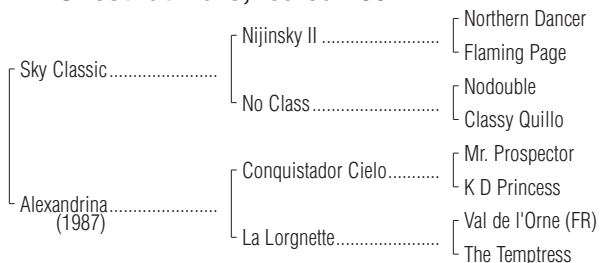 Northern Dancer
Nijinsky II
Flaming Page
Sky Classic
Nodouble
No Class
Classy Quillo
Mr. Prospector
Conquistador Cielo
K D Princess
Alexandrina
(1987)
Val de l'Orne (FR)
La Lorgnette
The Temptress